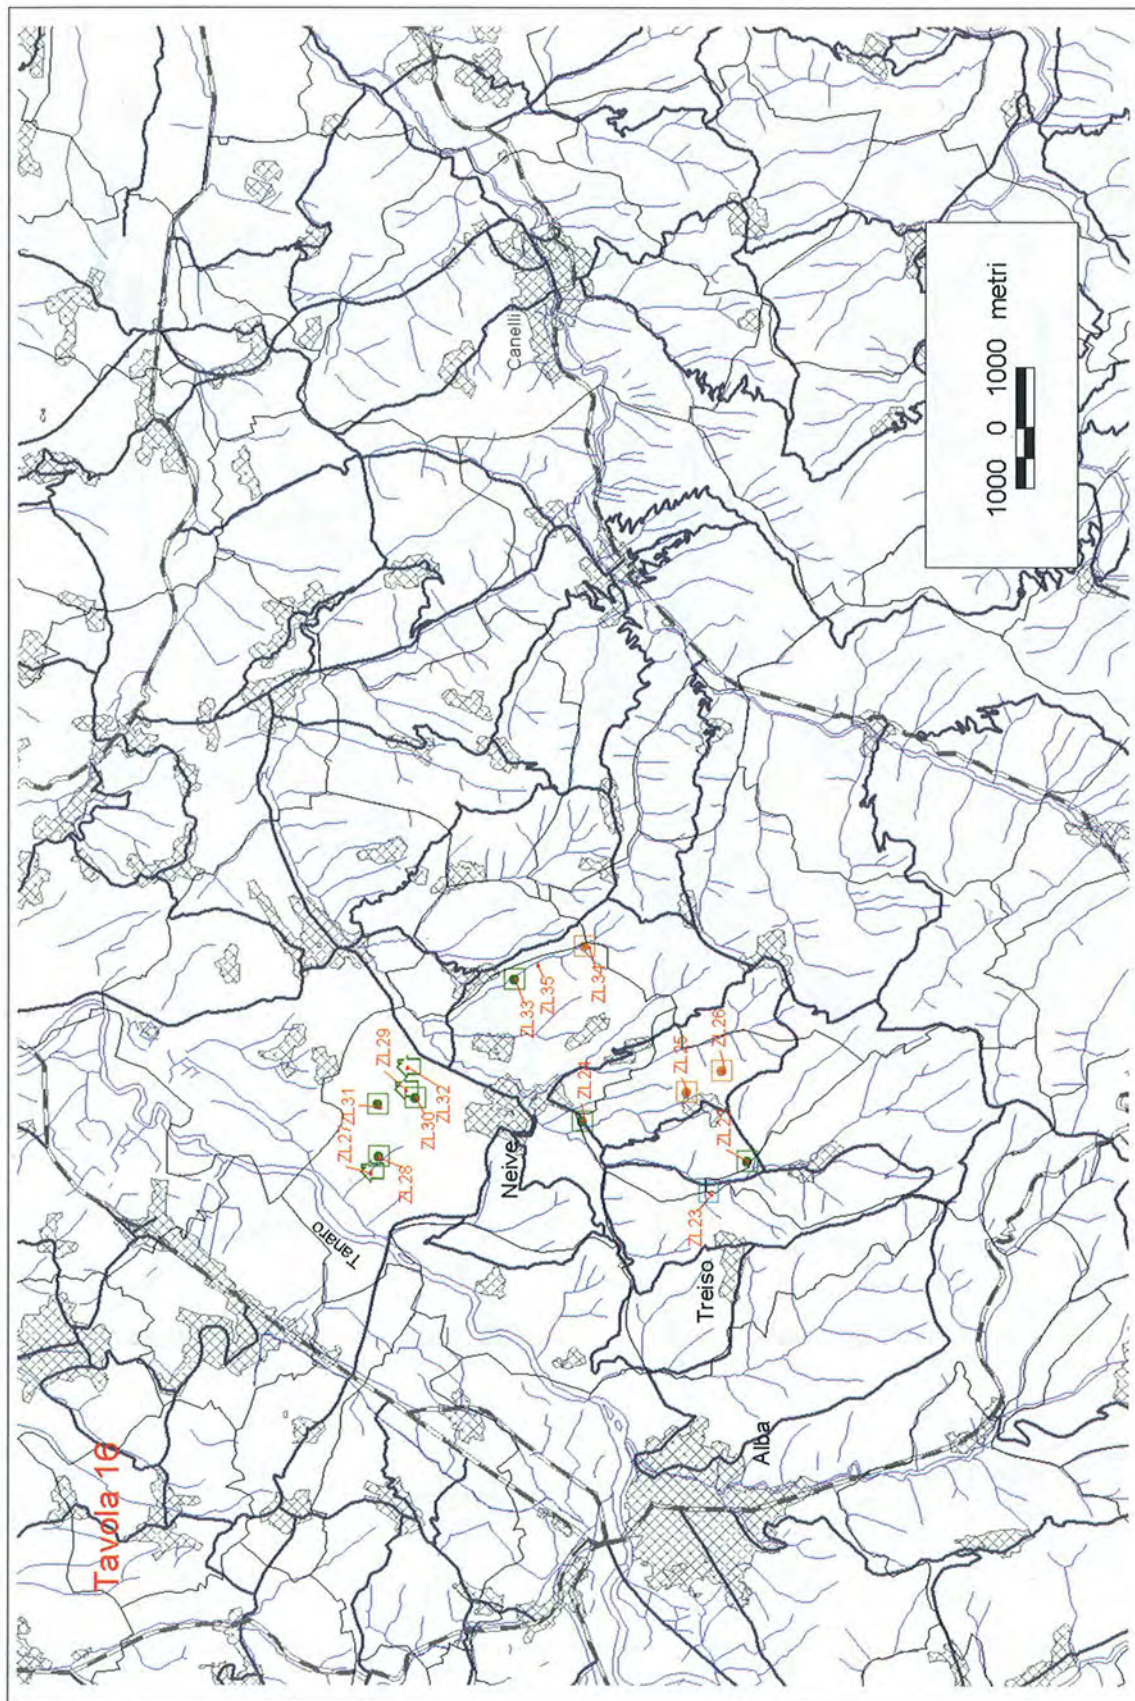 Tavola 16
Tanaro
ZL27
ZL31
ZL29
ZL28
ZL30
ZL32
Neive
ZL33
ZL35
ZL34
ZL24
Canelli
Treiso
ZL23
ZL22
ZL25
ZL26
Alba
1000 0 1000 metri